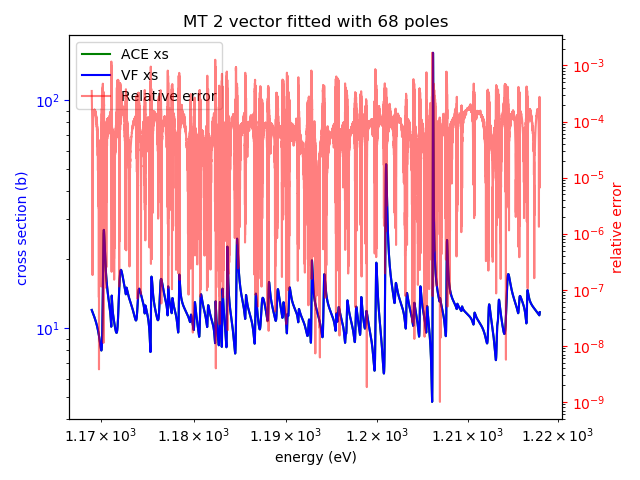 MT 2 vector fitted with 68 poles
ACE xs
VF xs
Relative error
10²
10¹
cross section (b)
10⁻³
10⁻⁴
10⁻⁵
10⁻⁶
10⁻⁷
10⁻⁸
10⁻⁹
relative error
1.17×10³ 1.18×10³ 1.19×10³ 1.2×10³ 1.21×10³ 1.22×10³
energy (eV)